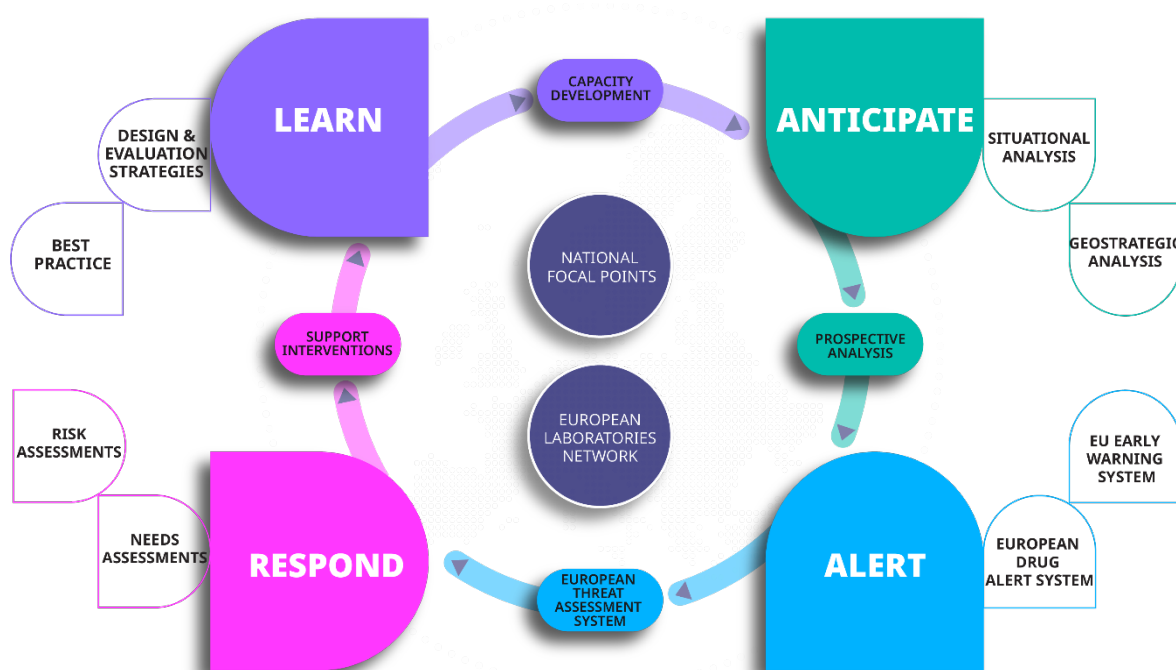 LEARN
DESIGN &
EVALUATION
STRATEGIES
BEST
PRACTICE
CAPACITY
DEVELOPMENT
ANTICIPATE
SITUATIONAL
ANALYSIS
GEOSTRATEGIC
ANALYSIS
NATIONAL
FOCAL POINTS
SUPPORT
INTERVENTIONS
PROSPECTIVE
ANALYSIS
EUROPEAN
LABORATORIES
NETWORK
RISK
ASSESSMENTS
NEEDS
ASSESSMENTS
RESPOND
EUROPEAN
THREAT
ASSESSMENT
SYSTEM
ALERT
EU EARLY
WARNING
SYSTEM
EUROPEAN
DRUG
ALERT SYSTEM